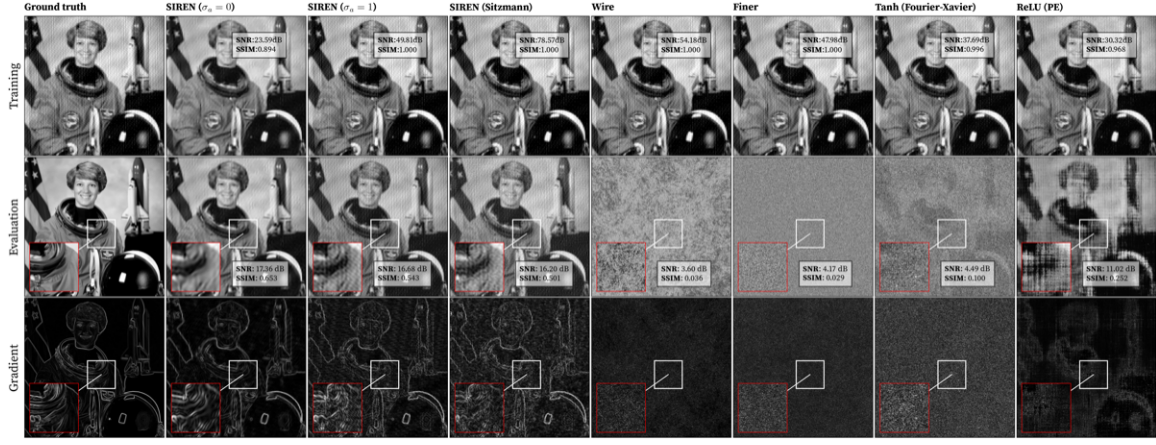 Ground truth
SIREN (σₐ = 0)
SIREN (σₐ = 1)
SIREN (Sitzmann)
Wire
Finer
Tanh (Fourier-Xavier)
ReLU (PE)
Training
SNR:23.59dB
SSIM:0.894
SNR:49.81dB
SSIM:1.000
SNR:78.57dB
SSIM:1.000
SNR:54.18dB
SSIM:1.000
SNR:47.98dB
SSIM:1.000
SNR:37.69dB
SSIM:0.996
SNR:30.32dB
SSIM:0.968
Evaluation
SNR: 17.36 dB
SSIM: 0.653
SNR: 16.68 dB
SSIM: 0.543
SNR: 16.20 dB
SSIM: 0.501
SNR: 3.60 dB
SSIM: 0.036
SNR: 4.17 dB
SSIM: 0.029
SNR: 4.49 dB
SSIM: 0.100
SNR: 11.02 dB
SSIM: 0.252
Gradient